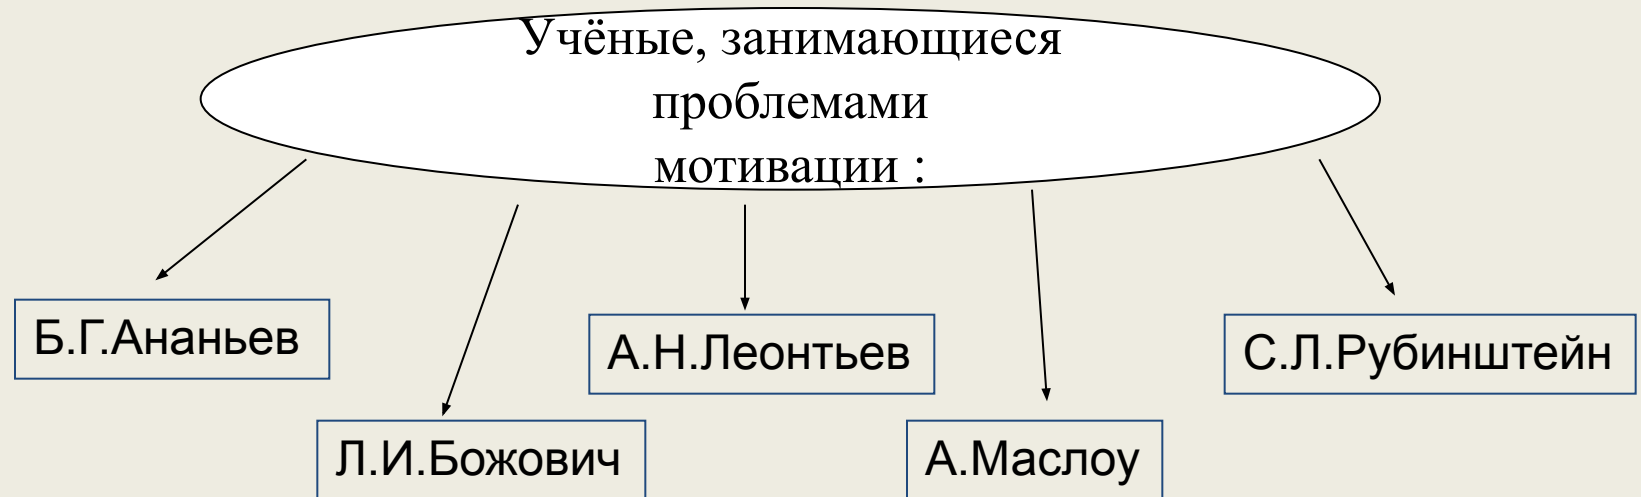 Учёные, занимающиеся
проблемами
мотивации :
Б.Г.Ананьев
А.Н.Леонтьев
С.Л.Рубинштейн
Л.И.Божович
А.Маслоу